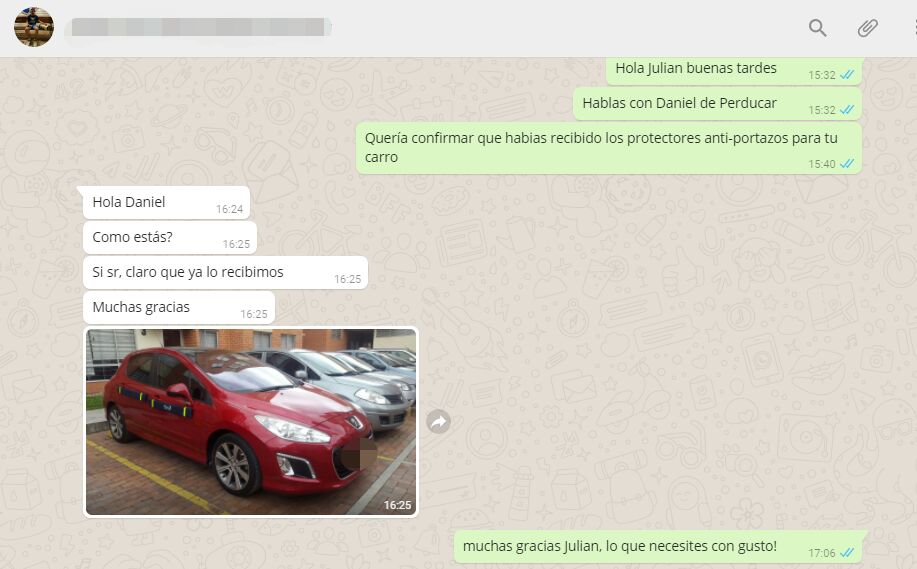 Hola Julian buenas tardes
15:32
Hablas con Daniel de Perducar
15:32
Quería confirmar que habias recibido los protectores anti-portazos para tu
carro
15:40
Hola Daniel
16:24
Como estás?
16:25
Si sr, claro que ya lo recibimos
16:25
Muchas gracias
16:25
16:25
muchas gracias Julian, lo que necesites con gusto!
17:06